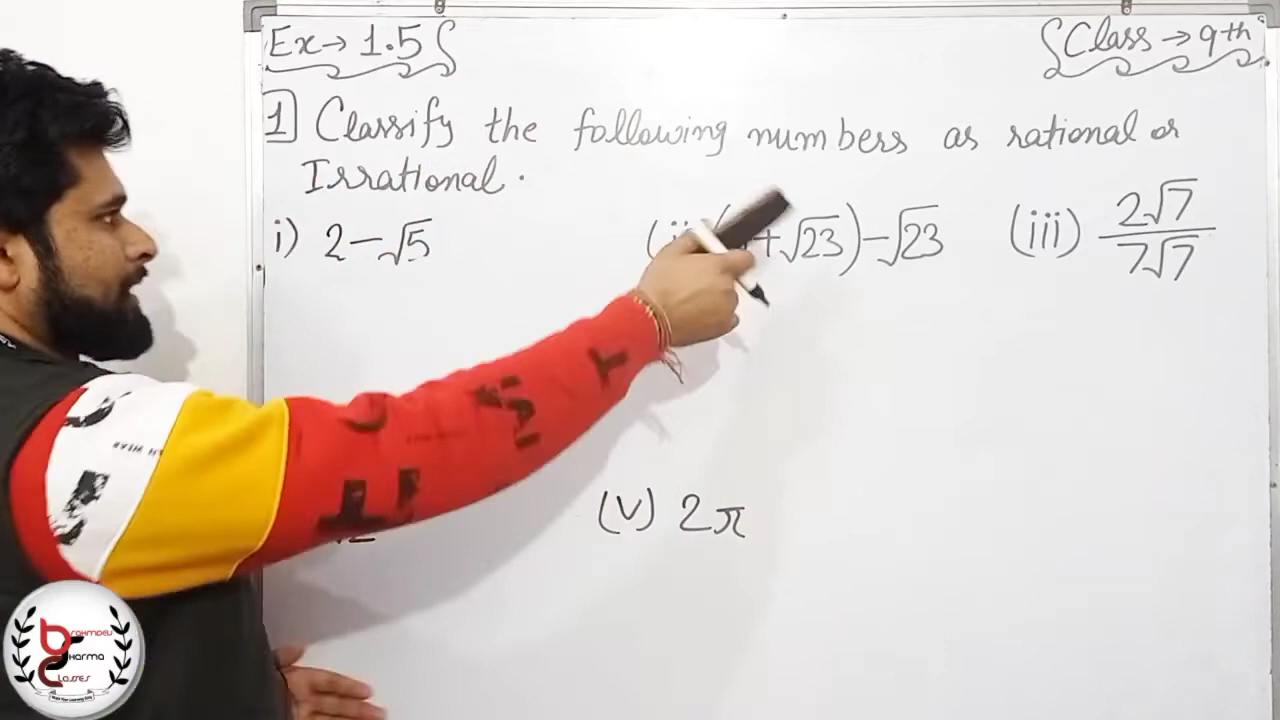 Ex→ 1.5
Class → 9th
1 Classify the following numbers as rational or
Irrational.
i) 2-√5
+√23)-√23
(iii) 2√7
7√7
(v) 2π